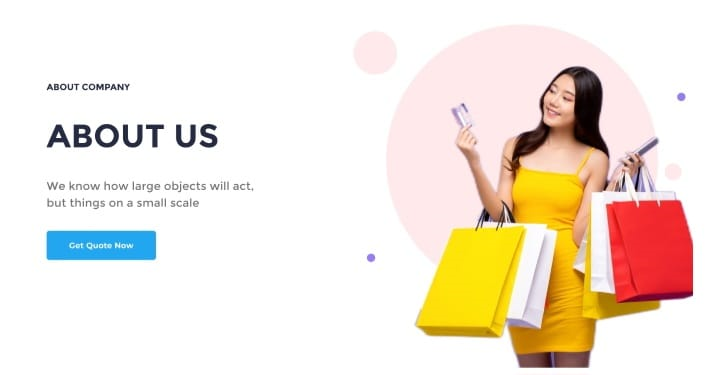 ABOUT COMPANY
ABOUT US
We know how large objects will act,
but things on a small scale
Get Quote Now